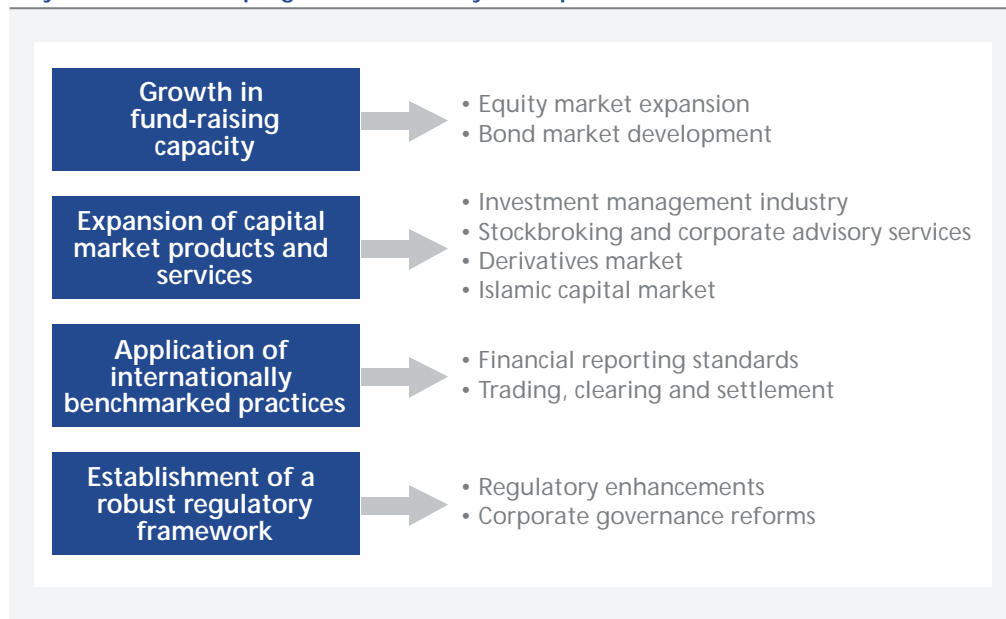 Growth in
fund-raising
capacity
• Equity market expansion
• Bond market development
Expansion of capital
market products and
services
• Investment management industry
• Stockbroking and corporate advisory services
• Derivatives market
• Islamic capital market
Application of
internationally
benchmarked practices
• Financial reporting standards
• Trading, clearing and settlement
Establishment of a
robust regulatory
framework
• Regulatory enhancements
• Corporate governance reforms